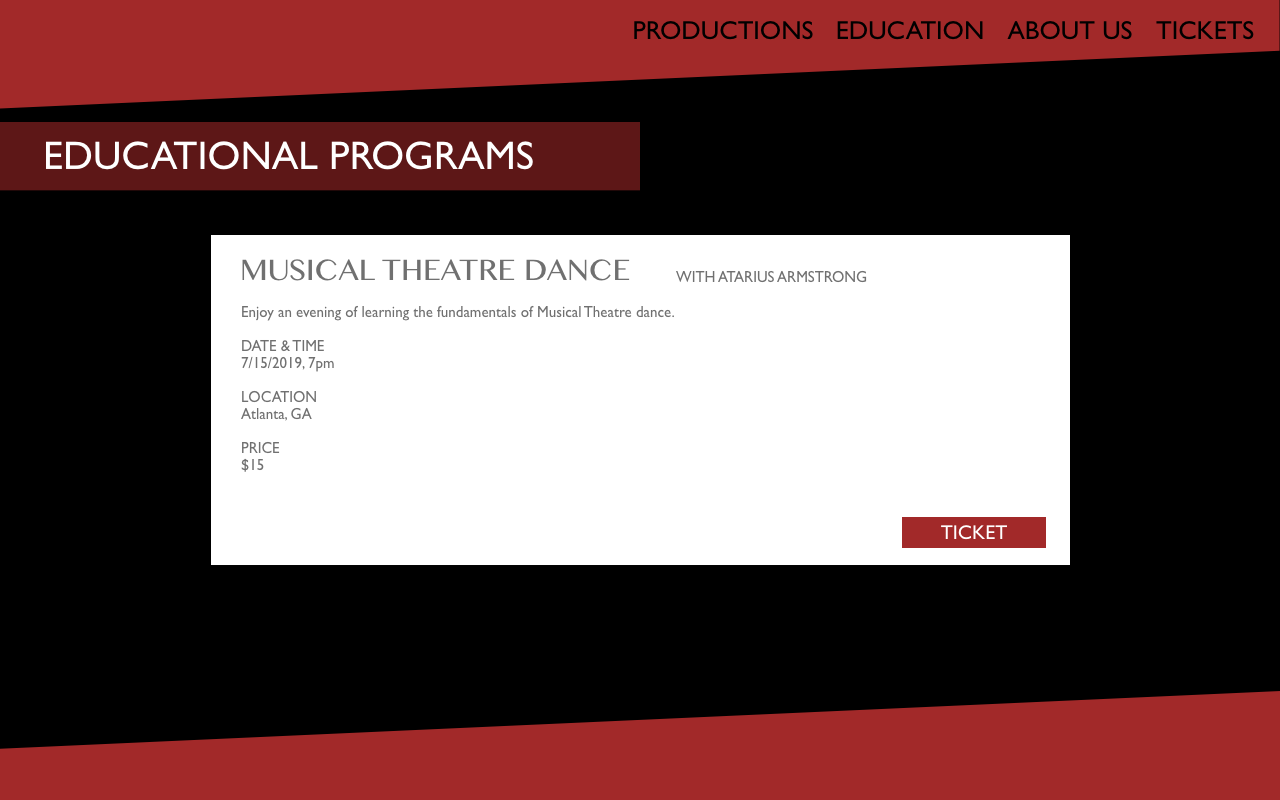 PRODUCTIONS EDUCATION ABOUT US TICKETS
EDUCATIONAL PROGRAMS
MUSICAL THEATRE DANCE WITH ATARIUS ARMSTRONG
Enjoy an evening of learning the fundamentals of Musical Theatre dance.
DATE & TIME
7/15/2019, 7pm
LOCATION
Atlanta, GA
PRICE
$15
TICKET